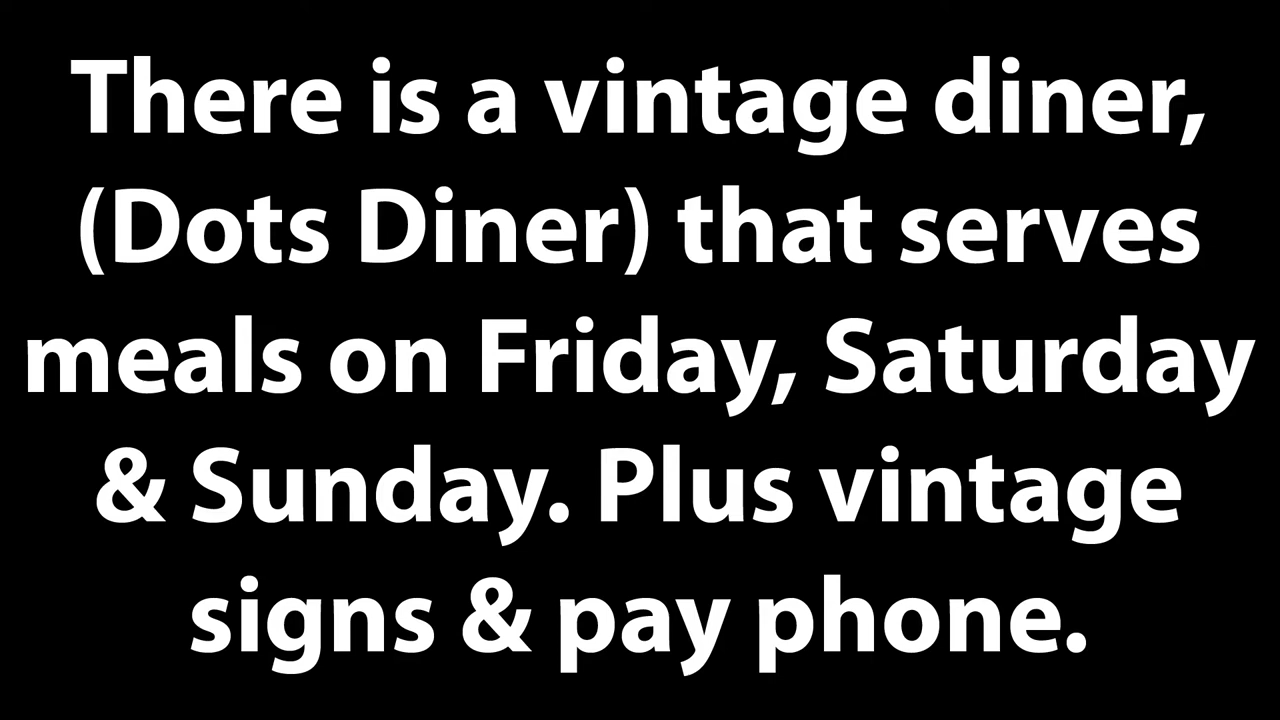 There is a vintage diner,
(Dots Diner) that serves
meals on Friday, Saturday
& Sunday. Plus vintage
signs & pay phone.